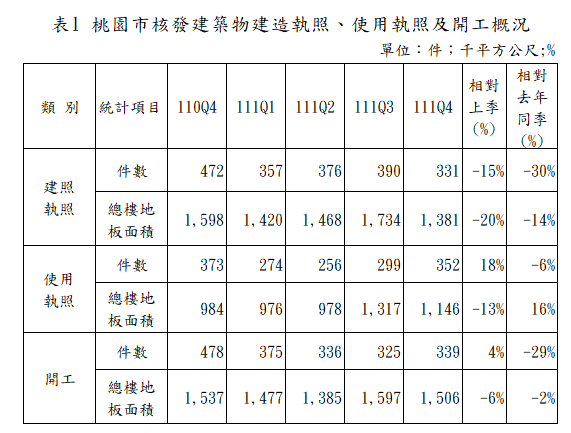 表1 桃園市核發建築物建造執照、使用執照及開工概況
單位：件；千平方公尺;%
類 別 統計項目 110Q4 111Q1 111Q2 111Q3 111Q4 相對上季(%) 相對去年同季(%)
建照執照 件數 472 357 376 390 331 -15% -30%
總樓地板面積 1,598 1,420 1,468 1,734 1,381 -20% -14%
使用執照 件數 373 274 256 299 352 18% -6%
總樓地板面積 984 976 978 1,317 1,146 -13% 16%
開工 件數 478 375 336 325 339 4% -29%
總樓地板面積 1,537 1,477 1,385 1,597 1,506 -6% -2%